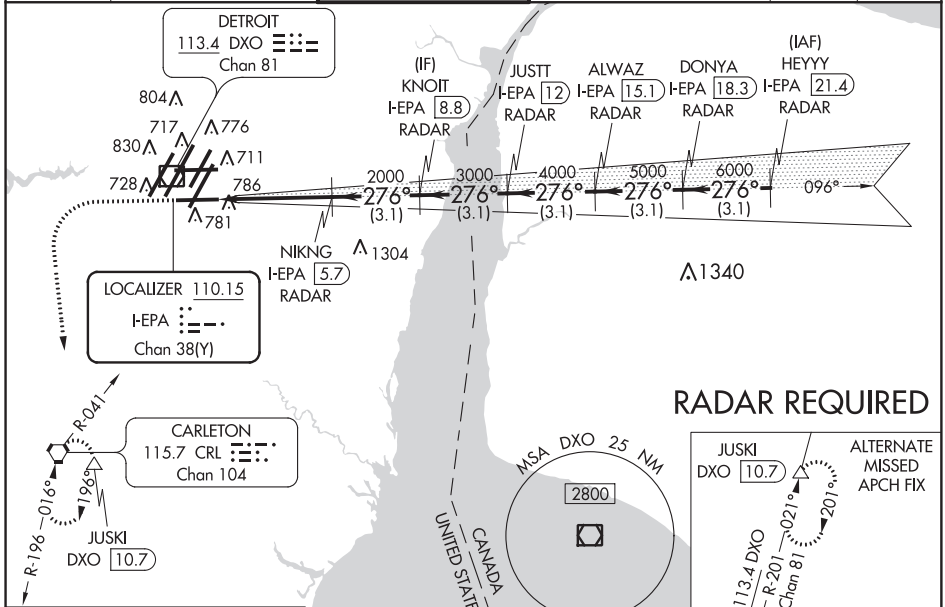 DETROIT
113.4 DXO
Chan 81
804
717
776
830
711
728
786
781
(IF)
KNOIT
I-EPA 8.8
RADAR
JUSTT
I-EPA 12
RADAR
ALWAZ
I-EPA 15.1
RADAR
DONYA
I-EPA 18.3
RADAR
(IAF)
HEYYY
I-EPA 21.4
RADAR
2000
3000
4000
5000
6000
276°
276°
276°
276°
276°
096°
(3.1)
(3.1)
(3.1)
(3.1)
(3.1)
NIKNG
I-EPA 5.7
RADAR
1304
1340
LOCALIZER 110.15
I-EPA
Chan 38(Y)
RADAR REQUIRED
R-041
CARLETON
115.7 CRL
Chan 104
016°
196°
R-196
JUSKI
DXO 10.7
MSA DXO 25 NM
2800
CANADA
UNITED STATE
JUSKI
DXO 10.7
ALTERNATE
MISSED
APCH FIX
021°
201°
R-201
113.4 DXO
Chan 81